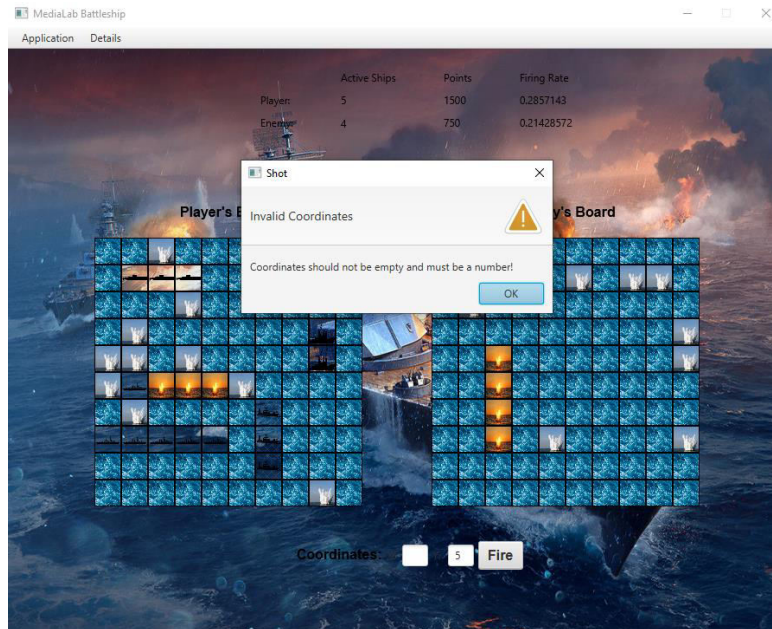 MediaLab Battleship
Application Details
Active Ships Points Firing Rate
Player: 5 1500 0.2857143
Enemy: 4 750 0.21428572
Shot
Player's
's Board
Invalid Coordinates
Coordinates should not be empty and must be a number!
OK
Coordinates: 5 Fire